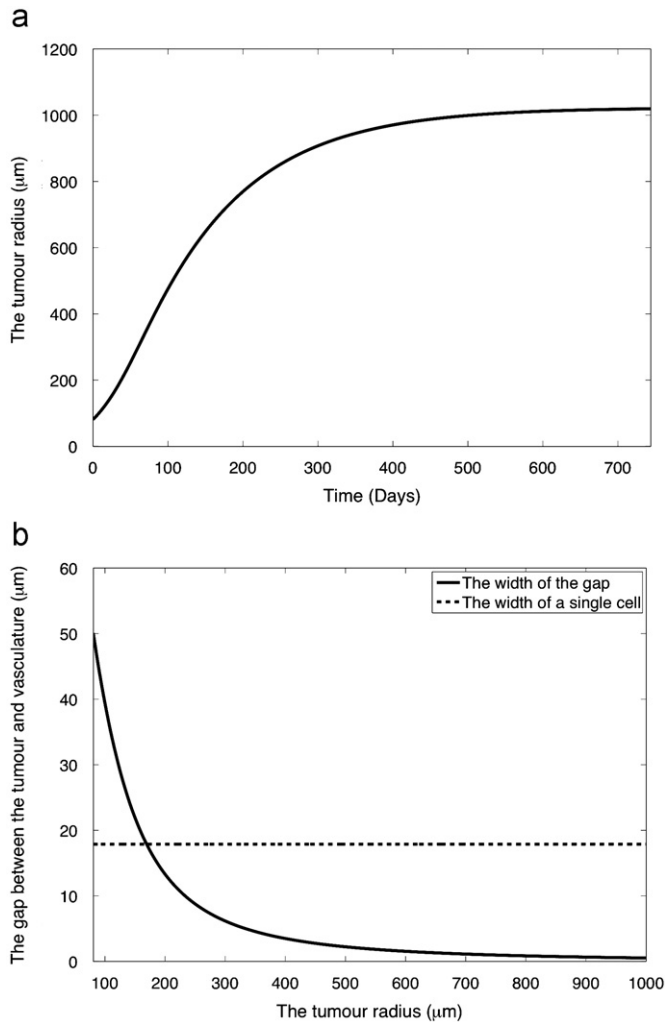 a
1200
1000
800
600
400
200
0
The tumour radius (μm)
0 100 200 300 400 500 600 700
Time (Days)
b
60
50
40
30
20
10
0
The gap between the tumour and vasculature (μm)
The width of the gap
The width of a single cell
100 200 300 400 500 600 700 800 900 1000
The tumour radius (μm)